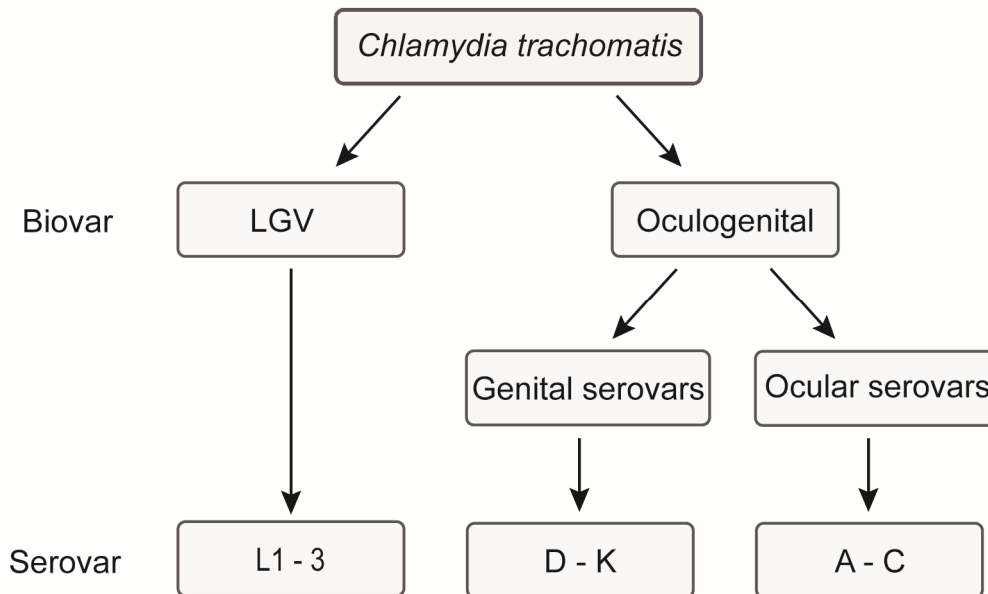 Chlamydia trachomatis
Biovar
LGV
Oculogenital
Genital serovars
Ocular serovars
Serovar
L1 - 3
D - K
A - C